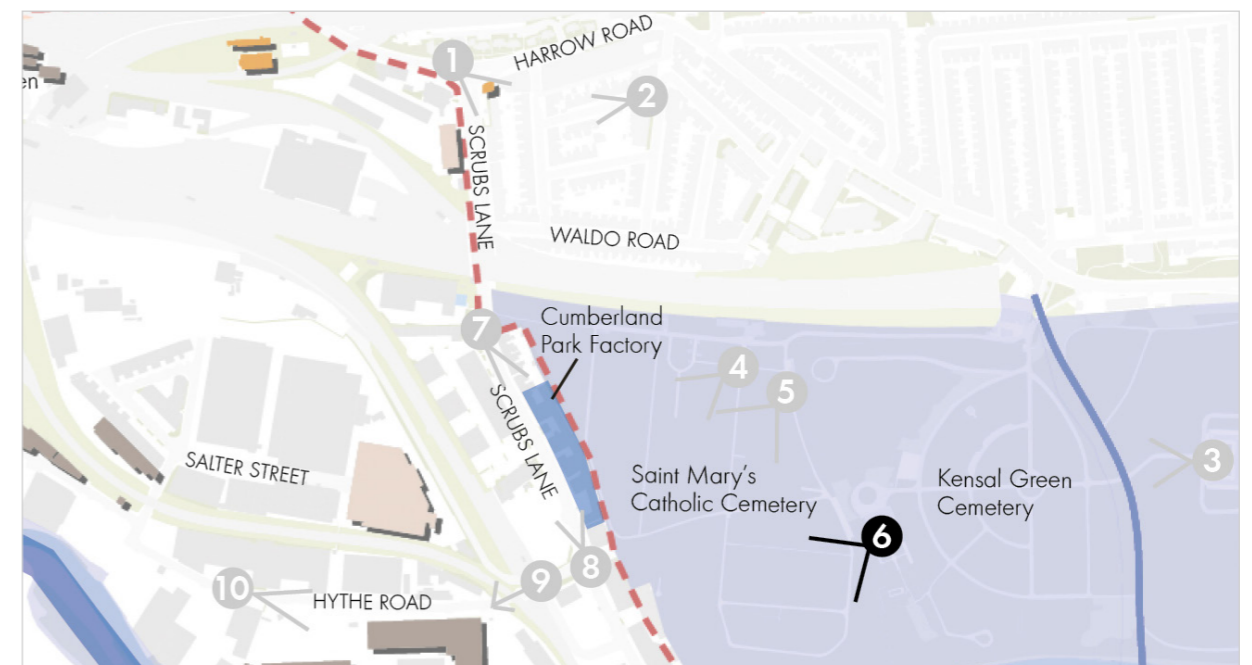 HARROW ROAD
1
en
2
SCRUBS LANE
WALDO ROAD
7
Cumberland
Park Factory
4
5
SCRUBS LANE
SALTER STREET
Saint Mary's
Catholic Cemetery
Kensal Green
Cemetery
3
6
8
9
10
HYTHE ROAD